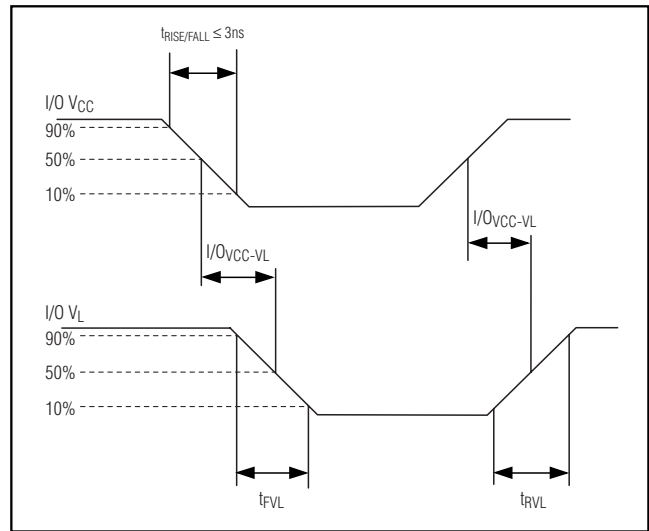 tRISE/FALL ≤ 3ns
I/O VCC
90%
50%
10%
I/OVCC-VL
I/OVCC-VL
I/O VL
90%
50%
10%
tFVL
tRVL